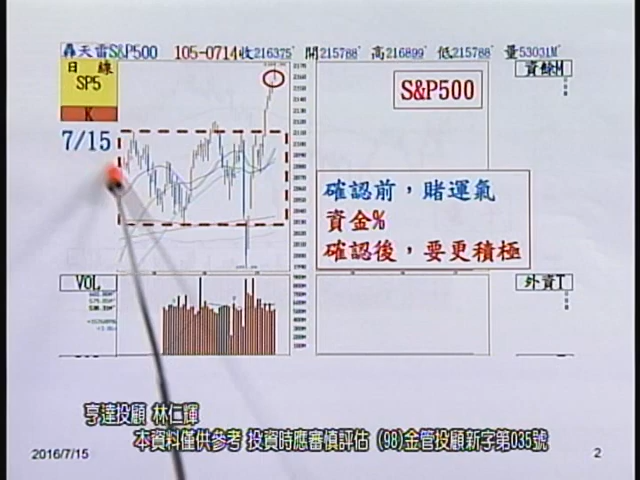 轟天雷S&P500 105-0714收216375 開215788 高216899 低215788 量53031M
日 線
SP5
K
7/15
S&P500
資餘M
確認前，賭運氣
資金%
確認後，要更積極
VOL
外資T
亨達投顧 林仁輝
本資料僅供參考 投資時應審慎評估 (98)金管投顧新字第035號
2016/7/15
2